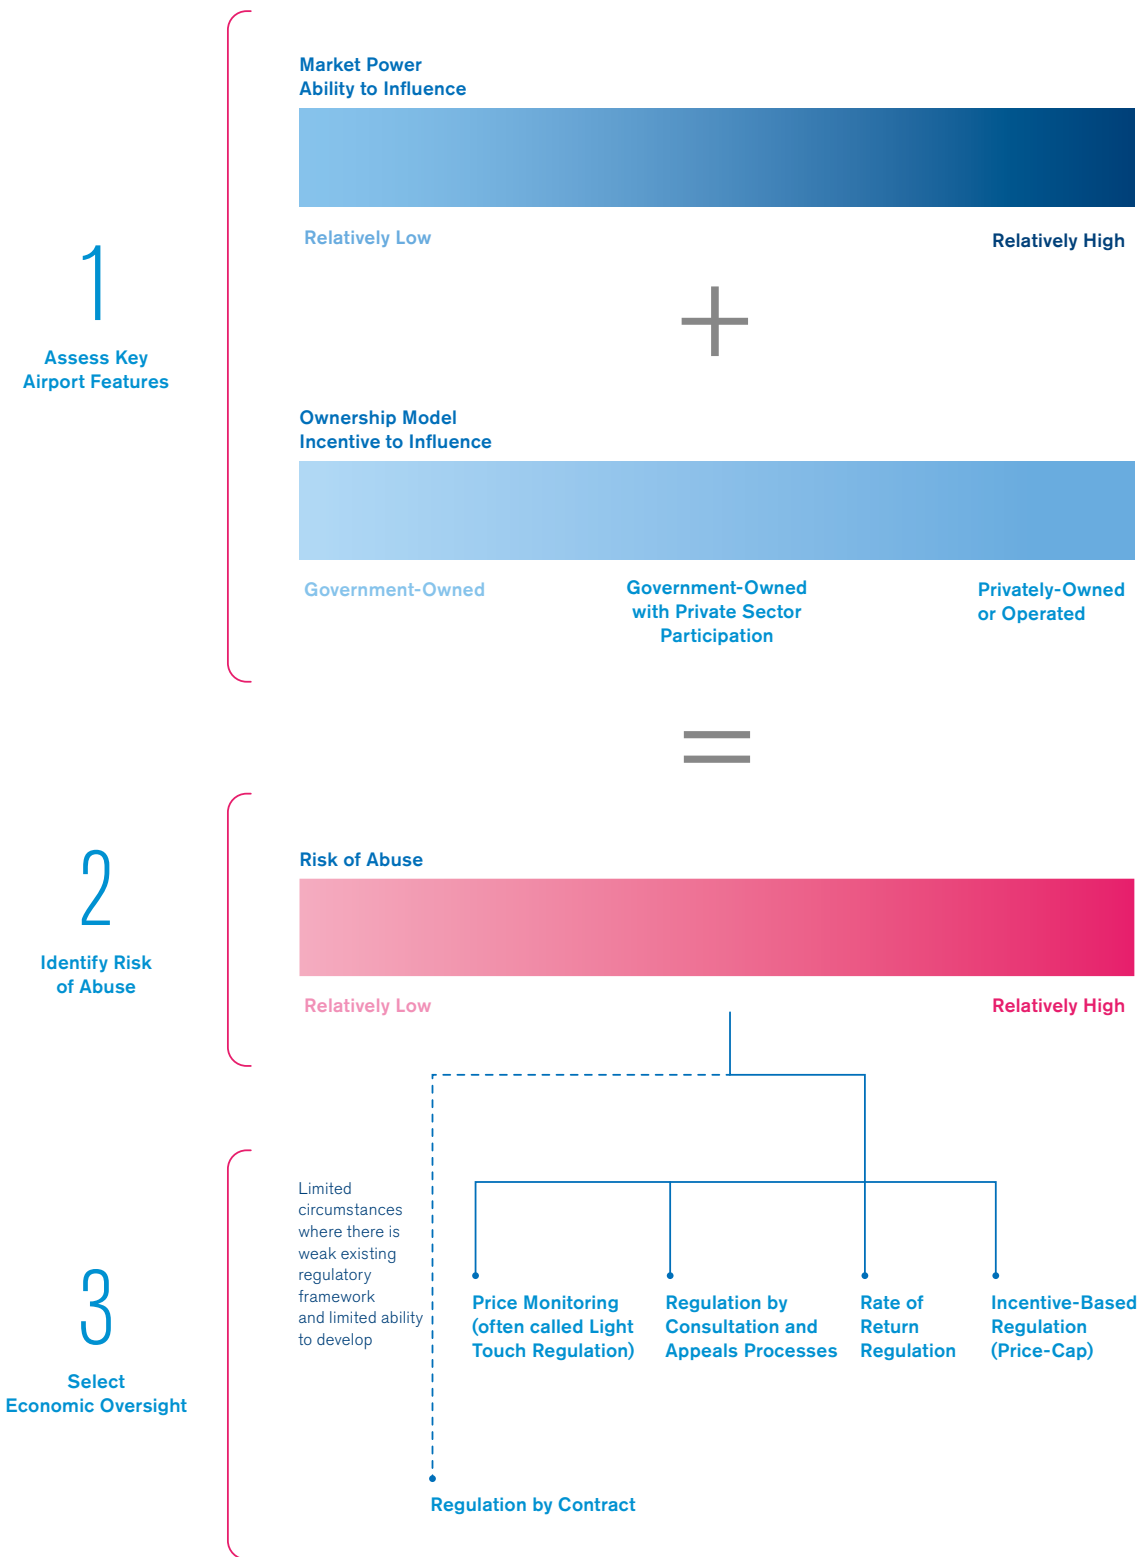 Market Power
Ability to Influence
Relatively Low
Relatively High
1
Assess Key
Airport Features
+
Ownership Model
Incentive to Influence
Government-Owned
Government-Owned
with Private Sector
Participation
Privately-Owned
or Operated
=
2
Identify Risk
of Abuse
Risk of Abuse
Relatively Low
Relatively High
3
Select
Economic Oversight
Limited
circumstances
where there is
weak existing
regulatory
framework
and limited ability
to develop
Price Monitoring
(often called Light
Touch Regulation)
Regulation by
Consultation and
Appeals Processes
Rate of
Return
Regulation
Incentive-Based
Regulation
(Price-Cap)
Regulation by Contract